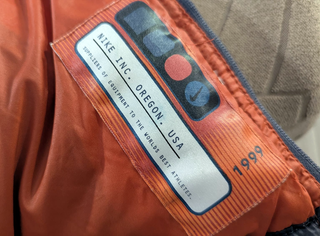 NIKE INC. OREGON. USA
SUPPLIERS OF EQUIPMENT TO THE WORLDS BEST ATHLETES.
1999